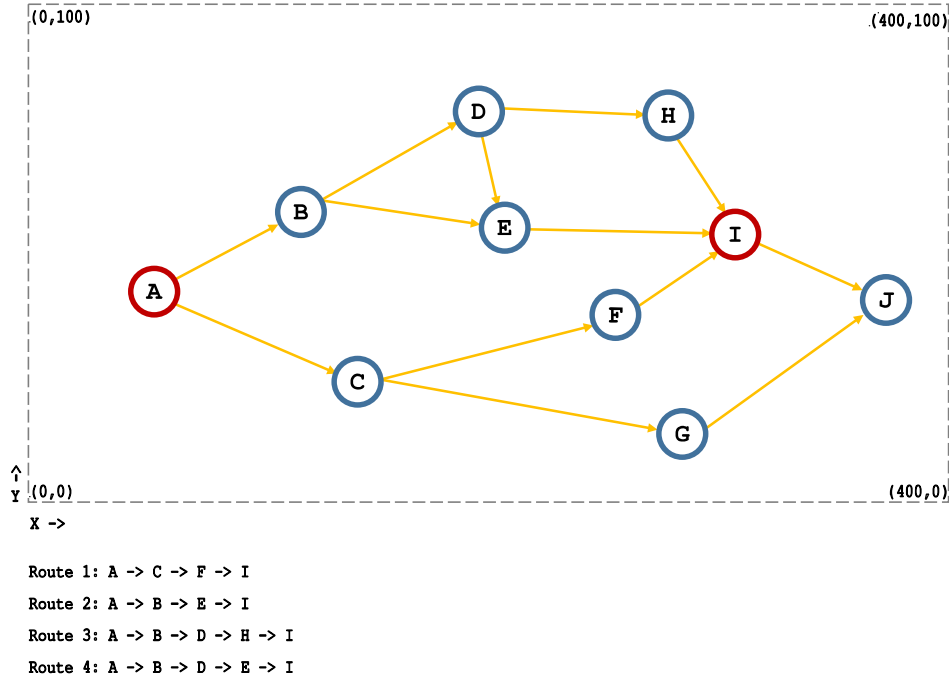 (0,100)
(400,100)
D
H
B
E
I
A
J
F
C
G
^
-
Y
(0,0)
(400,0)
X ->
Route 1: A -> C -> F -> I
Route 2: A -> B -> E -> I
Route 3: A -> B -> D -> H -> I
Route 4: A -> B -> D -> E -> I